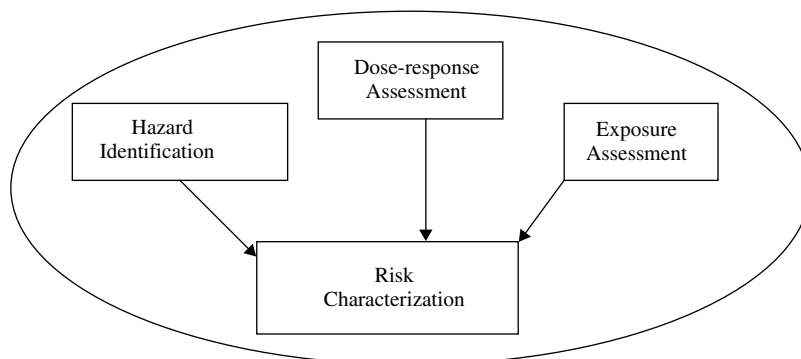 Dose-response
Assessment
Hazard
Identification
Exposure
Assessment
Risk
Characterization